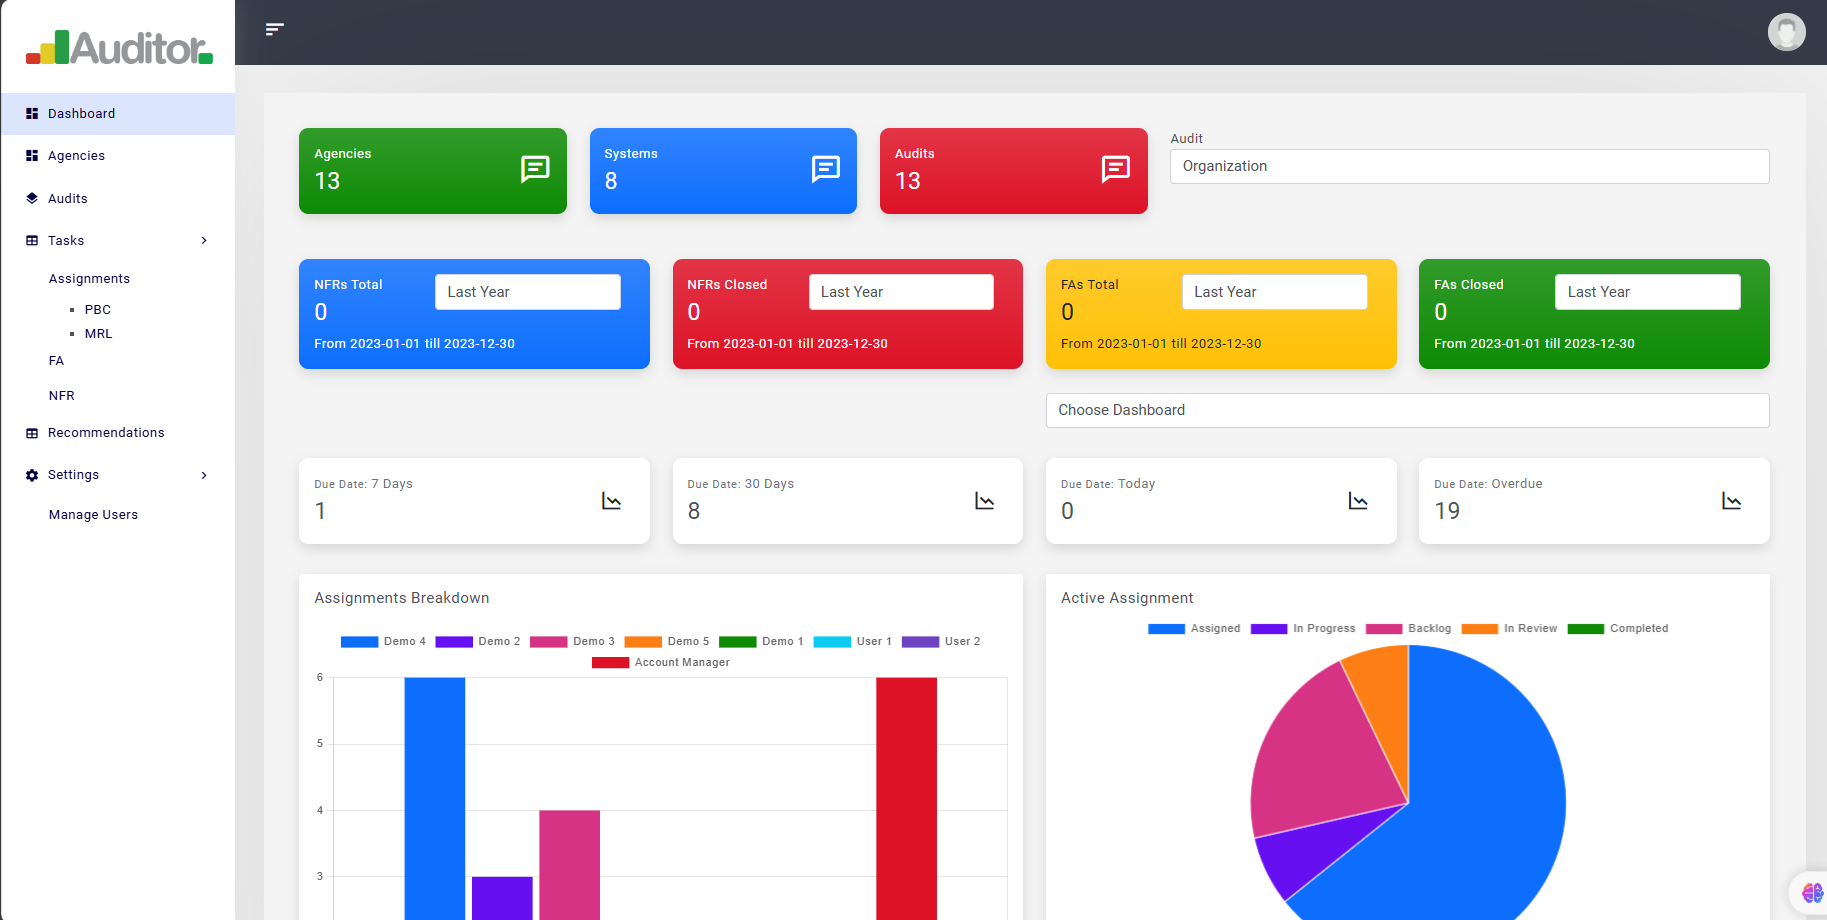 Auditor
Dashboard
Agencies
Audits
Tasks
Assignments
PBC
MRL
FA
NFR
Recommendations
Settings
Manage Users
Agencies
13
Systems
8
Audits
13
Audit
Organization
NFRs Total
Last Year
0
From 2023-01-01 till 2023-12-30
NFRs Closed
Last Year
0
From 2023-01-01 till 2023-12-30
FAs Total
Last Year
0
From 2023-01-01 till 2023-12-30
FAs Closed
Last Year
0
From 2023-01-01 till 2023-12-30
Choose Dashboard
Due Date: 7 Days
1
Due Date: 30 Days
8
Due Date: Today
0
Due Date: Overdue
19
Assignments Breakdown
Demo 4 Demo 2 Demo 3 Demo 5 Demo 1 User 1 User 2
Account Manager
6
5
4
3
Active Assignment
Assigned In Progress Backlog In Review Completed